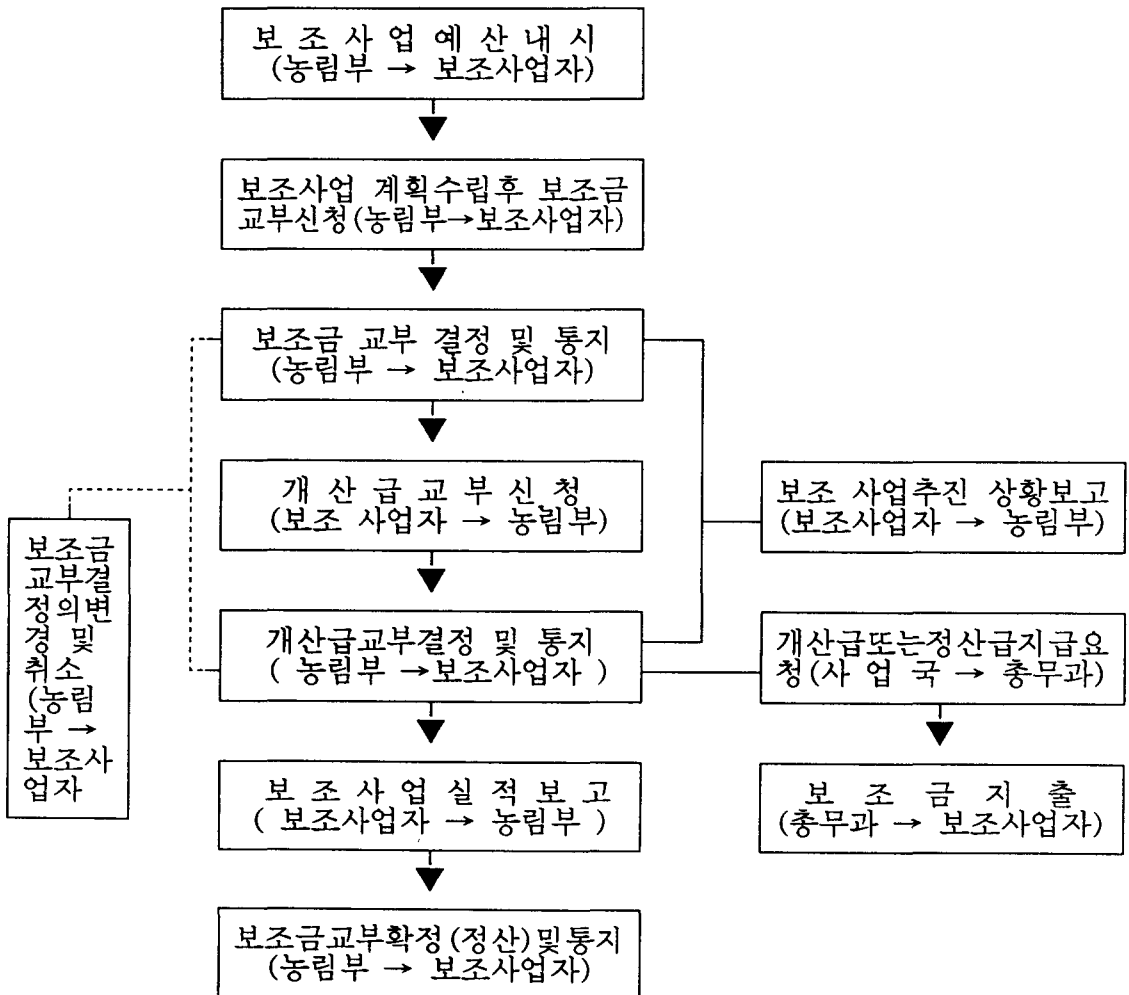 보 조 사 업 예 산 내 시
(농림부 → 보조사업자)
보조사업 계획수립후 보조금
교부신청(농림부→보조사업자)
보조금 교부 결정 및 통지
(농림부 → 보조사업자)
개 산 급 교 부 신 청
(보조 사업자 → 농림부)
보조 사업추진 상황보고
(보조사업자 → 농림부)
보조금
교부결
정의변
경 및
취소
(농림
부 →
보조사
업자
개산급교부결정 및 통지
( 농림부 →보조사업자 )
개산급또는정산급지급요
청(사 업 국 → 총무과)
보 조 사 업 실 적 보 고
( 보조사업자 → 농림부 )
보 조 금 지 출
(총무과 → 보조사업자)
보조금교부확정(정산)및통지
(농림부 → 보조사업자)